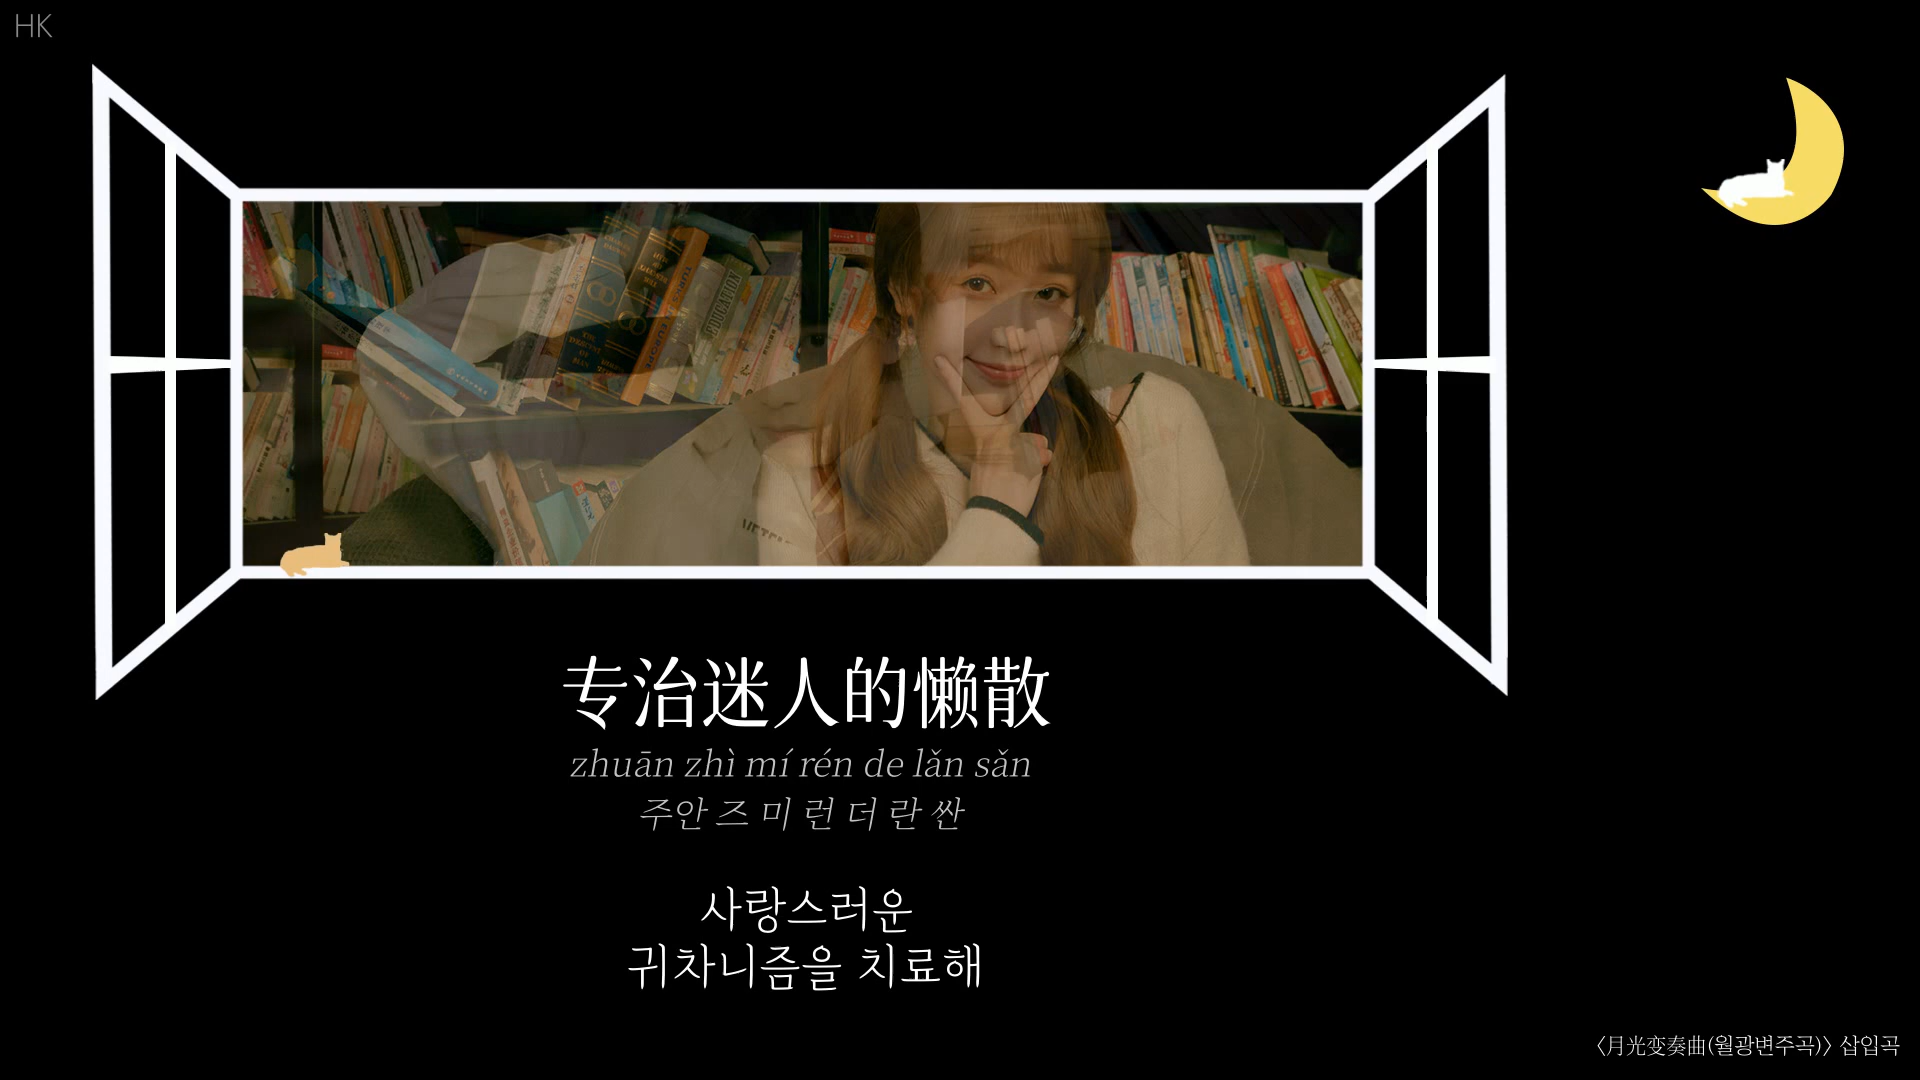 HK
EDUCATION
专治迷人的懒散
zhuān zhì mí rén de lǎn sǎn
주안 즈 미 런 더 란 싼
사랑스러운
귀차니즘을 치료해
〈月光变奏曲(월광변주곡)〉 삽입곡